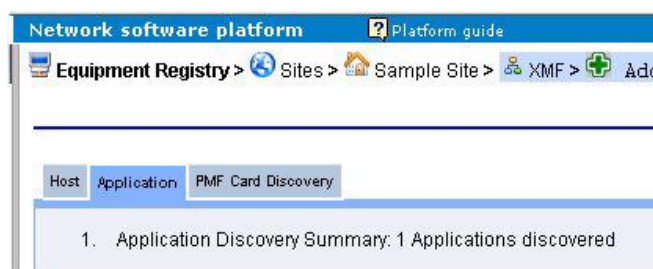 Network software platform ? Platform guide
Equipment Registry > Sites > Sample Site > XMF >
Host Application PMF Card Discovery
1. Application Discovery Summary: 1 Applications discovered